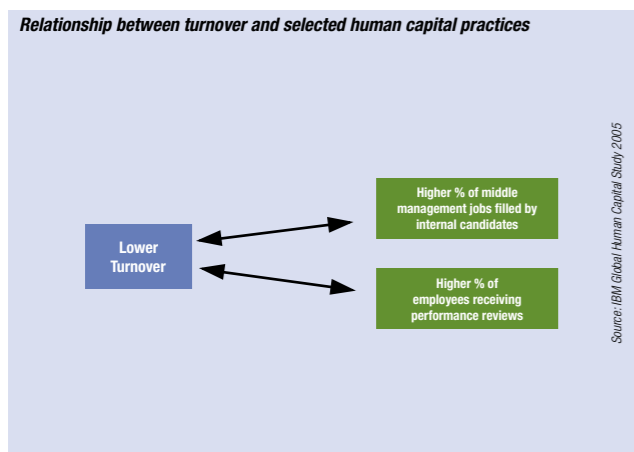 Relationship between turnover and selected human capital practices
Lower
Turnover
Higher % of middle
management jobs filled by
internal candidates
Higher % of
employees receiving
performance reviews
Source: IBM Global Human Capital Study 2005